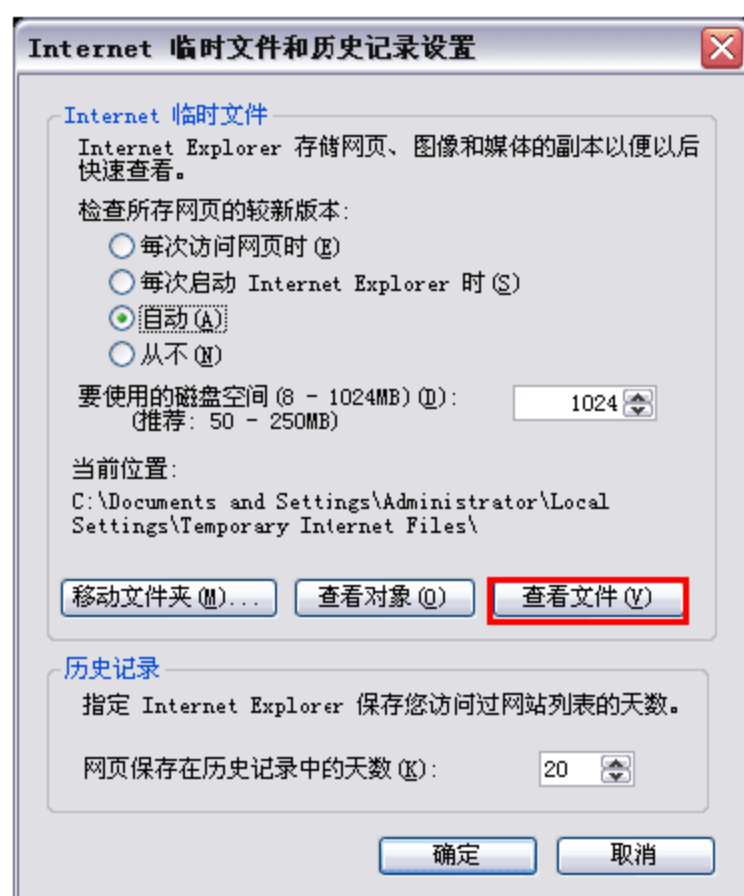 Internet 临时文件和历史记录设置
Internet 临时文件
Internet Explorer 存储网页、图像和媒体的副本以便以后
快速查看。
检查所存网页的较新版本:
每次访问网页时(E)
每次启动 Internet Explorer 时(S)
自动(A)
从不(N)
要使用的磁盘空间(8 - 1024MB)(D): 1024
(推荐: 50 - 250MB)
当前位置:
C:\Documents and Settings\Administrator\Local
Settings\Temporary Internet Files\
移动文件夹(M)... 查看对象(O) 查看文件(V)
历史记录
指定 Internet Explorer 保存您访问过网站列表的天数。
网页保存在历史记录中的天数(K): 20
确定 取消